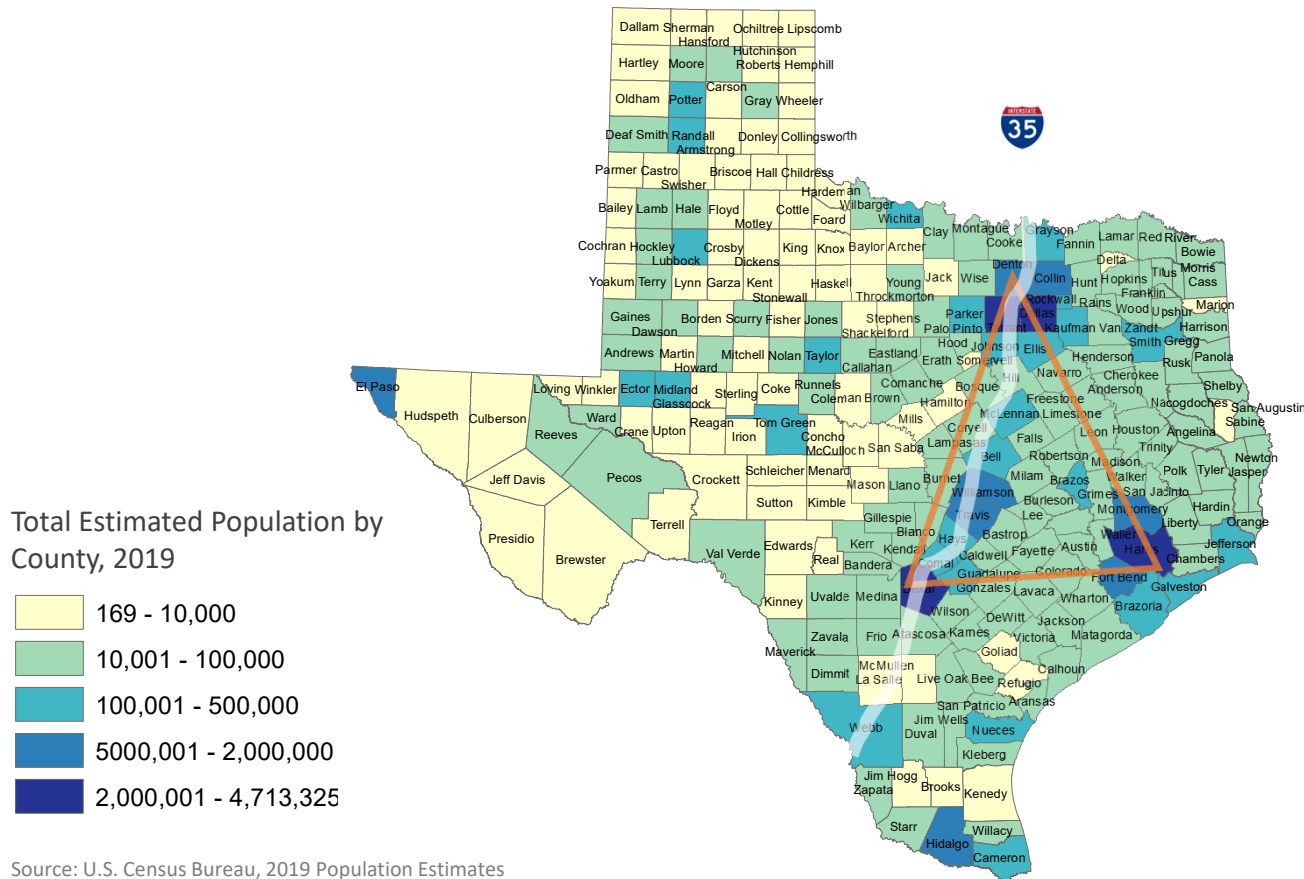 Dallam Sherman Ochiltree Lipscomb
Hansford
Hutchinson
Hartley Moore Roberts Hemphill
Carson
Oldham Potter Gray Wheeler
INTERSTATE
35
Deaf Smith Randall Donley Collingsworth
Armstrong
Parmer Castro Briscoe Hall Childress
Swisher
Hardeman
Wilbarger
Bailey Lamb Hale Floyd Cottle
Motley Foard Wichita
Clay Montague Grayson
Cooke Fannin Lamar Red River
Bowie
Cochran Hockley Crosby King Knox Baylor Archer
Lubbock Dickens
Denton Delta
Yoakum Terry Lynn Garza Kent Haskell Young Jack Wise Collin Hunt Hopkins Titus Morris
Cass
Stonewall Throckmorton
Rockwall Rains Franklin
Wood Upshur Marion
Gaines Borden Scurry Fisher Jones Stephens Parker Dallas
Dawson Shackelford Palo Pinto Tarrant Kaufman Van Zandt Harrison
Hood Johnson Ellis Smith Gregg
Andrews Martin Mitchell Nolan Taylor Eastland
Howard Callahan Erath Somervell Henderson Rusk Panola
Navarro
El Paso Loving Winkler Ector Midland Coke Runnels Comanche Bosque Hill Cherokee
Anderson Shelby
Glasscock Sterling Coleman Brown Hamilton Freestone Nacogdoches
Hudspeth Culberson Ward Mills McLennan Limestone San Augustin
Sabine
Reeves Crane Upton Reagan Irion Tom Green Concho Coryell Leon Houston Angelina
McCulloch San Saba Lampasas Falls Trinity
Bell Robertson Newton
Jeff Davis Pecos Crockett Schleicher Menard Mason Llano Burnet Milam Brazos Madison Walker Polk Tyler Jasper
Williamson Grimes San Jacinto
Sutton Kimble Burleson Montgomery Hardin
Presidio Brewster Terrell Gillespie Travis Lee Liberty Orange
Blanco Bastrop Waller
Val Verde Edwards Kerr Hays Harris Jefferson
Real Kendall Caldwell Fayette Austin Chambers
Bandera Comal
Guadalupe Colorado Fort Bend
Kinney Uvalde Medina Bexar Gonzales Lavaca Galveston
Wharton Brazoria
Wilson DeWitt Jackson
Zavala Frio Atascosa Karnes Victoria Matagorda
Maverick Goliad
Dimmit McMullen Calhoun
La Salle Live Oak Bee Refugio
Aransas
San Patricio
Webb Jim Wells
Duval Nueces
Kleberg
Jim Hogg
Zapata Brooks Kenedy
Starr Willacy
Hidalgo
Cameron
Total Estimated Population by
County, 2019
169 - 10,000
10,001 - 100,000
100,001 - 500,000
5000,001 - 2,000,000
2,000,001 - 4,713,325
Source: U.S. Census Bureau, 2019 Population Estimates